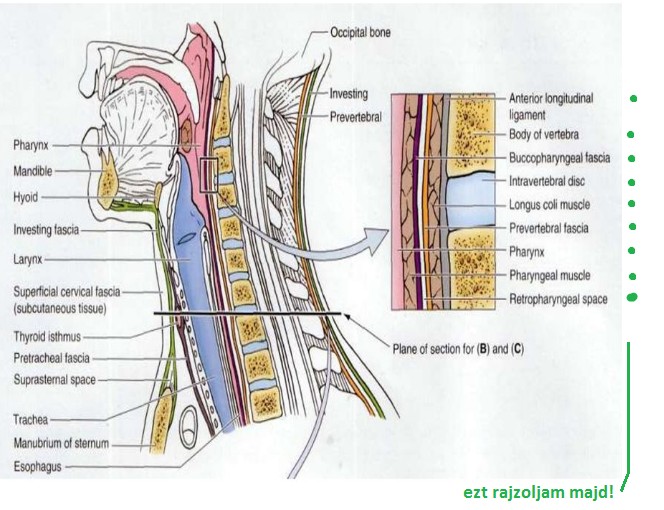 Occipital bone
Investing
Prevertebral
Pharynx
Mandible
Hyoid
Investing fascia
Larynx
Superficial cervical fascia
(subcutaneous tissue)
Thyroid isthmus
Pretracheal fascia
Suprasternal space
Trachea
Manubrium of sternum
Esophagus
Anterior longitudinal
ligament
Body of vertebra
Buccopharyngeal fascia
Intravertebral disc
Longus coli muscle
Prevertebral fascia
Pharynx
Pharyngeal muscle
Retropharyngeal space
Plane of section for (B) and (C)
ezt rajzoljam majd!